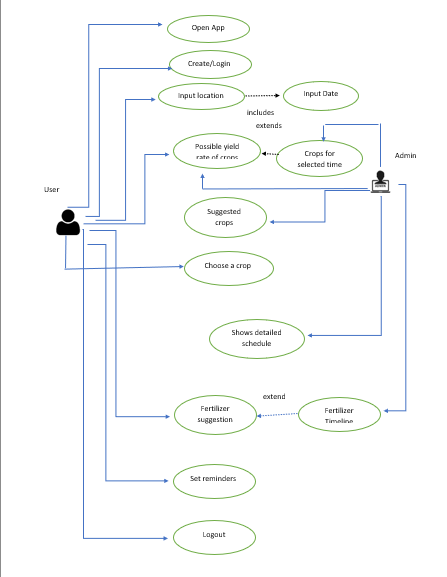 Open App
Create/Login
Input location
Input Date
includes
extends
Possible yield
rate of crops
Crops for
selected time
Admin
User
Suggested
crops
Choose a crop
Shows detailed
schedule
extend
Fertilizer
suggestion
Fertilizer
Timeline
Set reminders
Logout